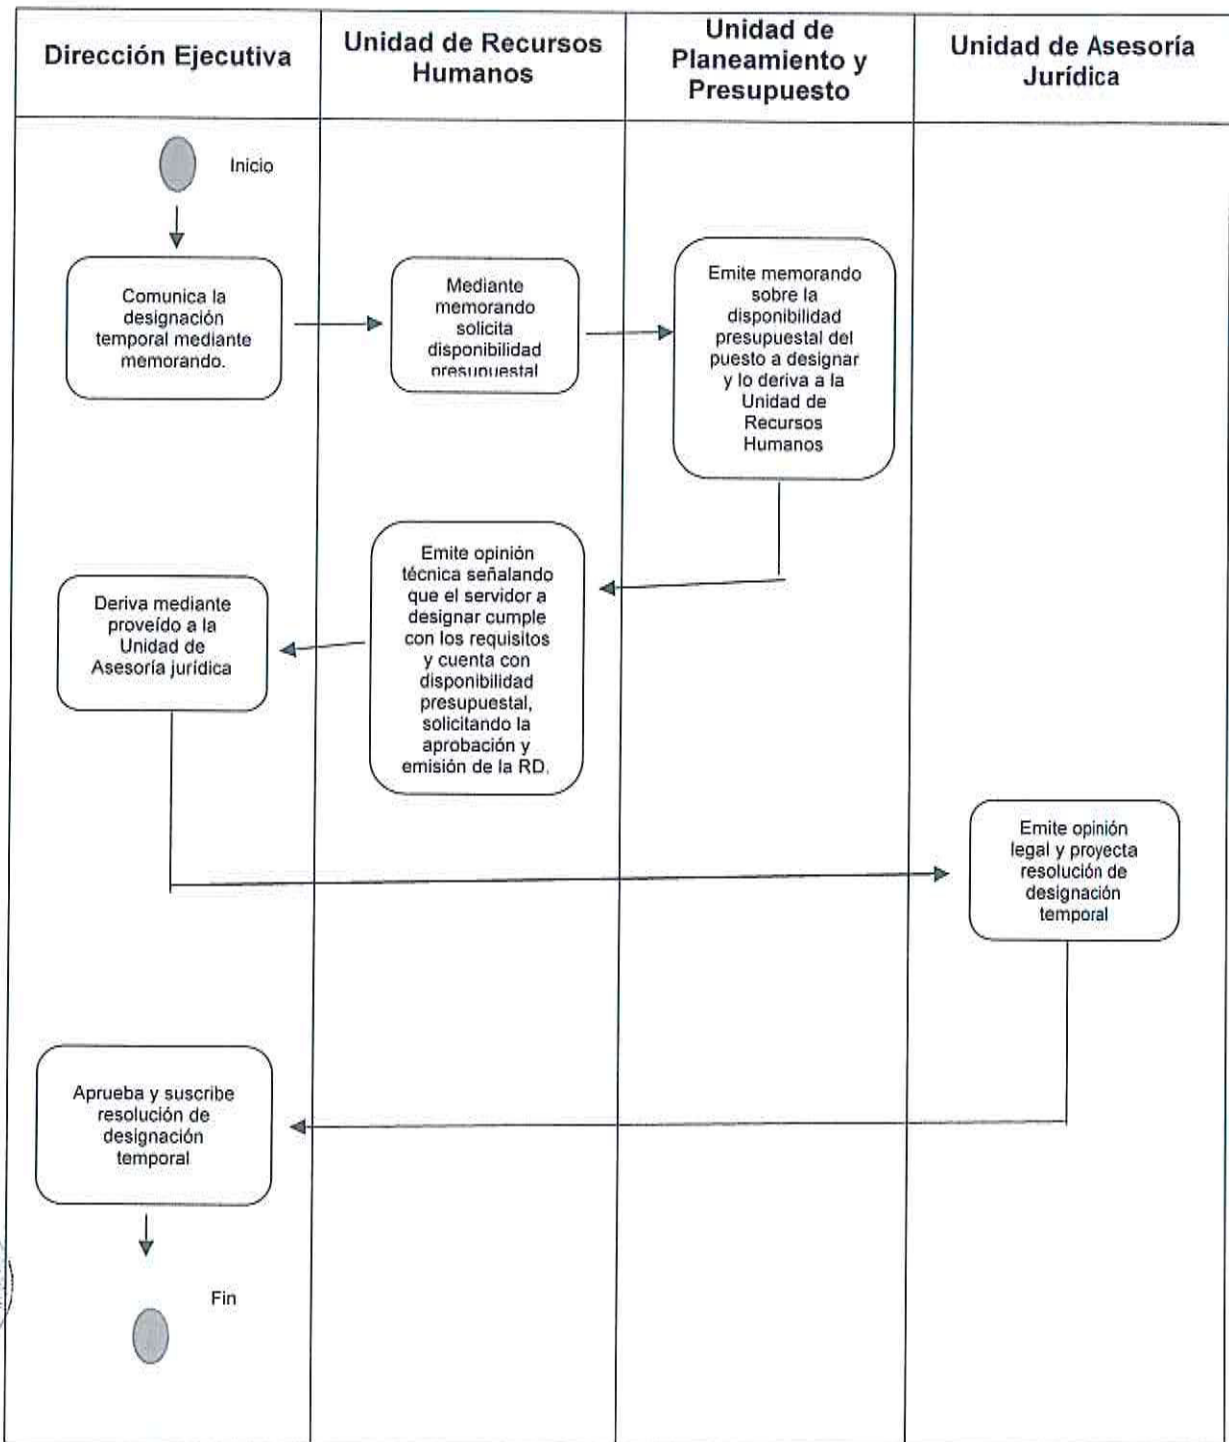 Dirección Ejecutiva
Unidad de Recursos
Humanos
Unidad de
Planeamiento y
Presupuesto
Unidad de Asesoría
Jurídica
Inicio
Comunica la
designación
temporal mediante
memorando.
Mediante
memorando
solicita
disponibilidad
presupuestal
Emite memorando
sobre la
disponibilidad
presupuestal del
puesto a designar
y lo deriva a la
Unidad de
Recursos
Humanos
Emite opinión
técnica señalando
que el servidor a
designar cumple
con los requisitos
y cuenta con
disponibilidad
presupuestal,
solicitando la
aprobación y
emisión de la RD.
Deriva mediante
proveído a la
Unidad de
Asesoría jurídica
Emite opinión
legal y proyecta
resolución de
designación
temporal
Aprueba y suscribe
resolución de
designación
temporal
Fin